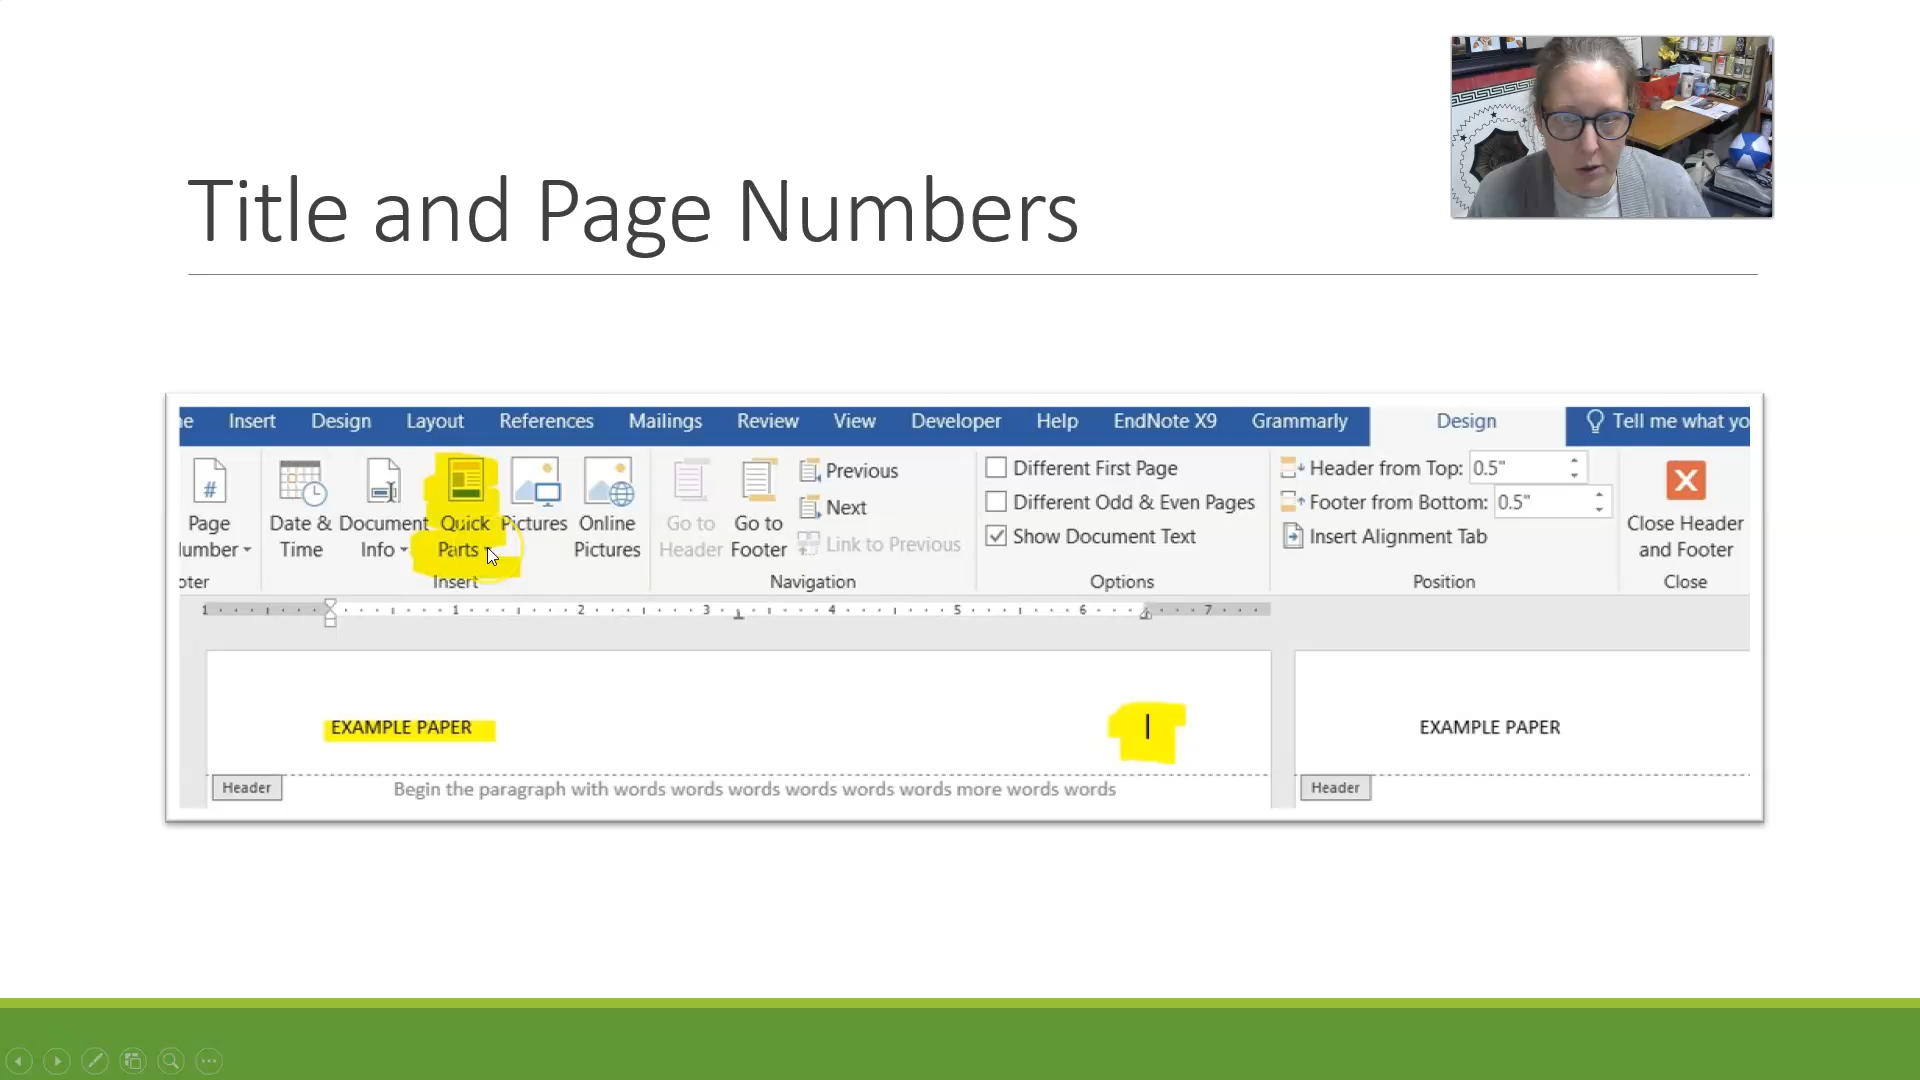 Title and Page Numbers
Insert Design Layout References Mailings Review View Developer Help EndNote X9 Grammarly Design Tell me what yo
Page
Date & Time
Document Info
Quick Parts
Pictures
Online Pictures
Insert
Go to Header
Go to Footer
Previous
Next
Link to Previous
Navigation
Different First Page
Different Odd & Even Pages
Show Document Text
Options
Header from Top: 0.5"
Footer from Bottom: 0.5"
Insert Alignment Tab
Position
Close Header and Footer
Close
1 1 2 3 4 5 6 7
EXAMPLE PAPER
EXAMPLE PAPER
Header
Begin the paragraph with words words words words words words more words words
Header